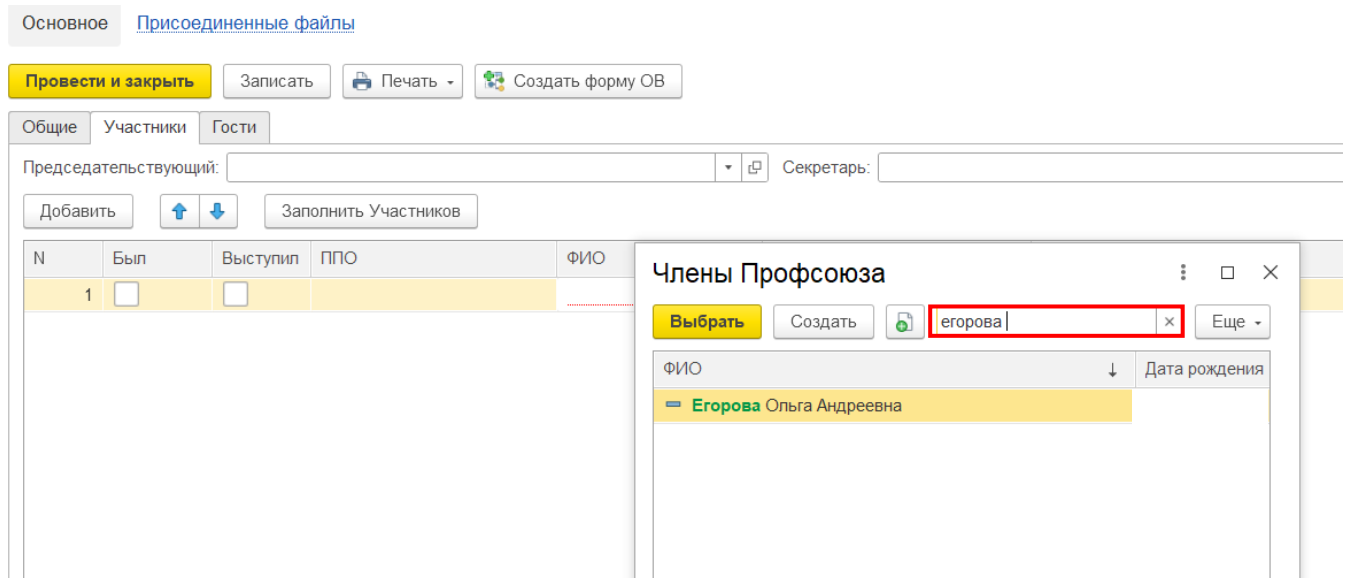 Основное Присоединенные файлы
Провести и закрыть Записать Печать Создать форму ОВ
Общие Участники Гости
Председательствующий: Секретарь:
Добавить Заполнить Участников
N Был Выступил ППО ФИО
1
Члены Профсоюза
Выбрать Создать егорова Еще
ФИО Дата рождения
Егорова Ольга Андреевна